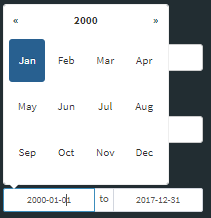 « 2000 »
Jan Feb Mar Apr
May Jun Jul Aug
Sep Oct Nov Dec
2000-01-01 to 2017-12-31